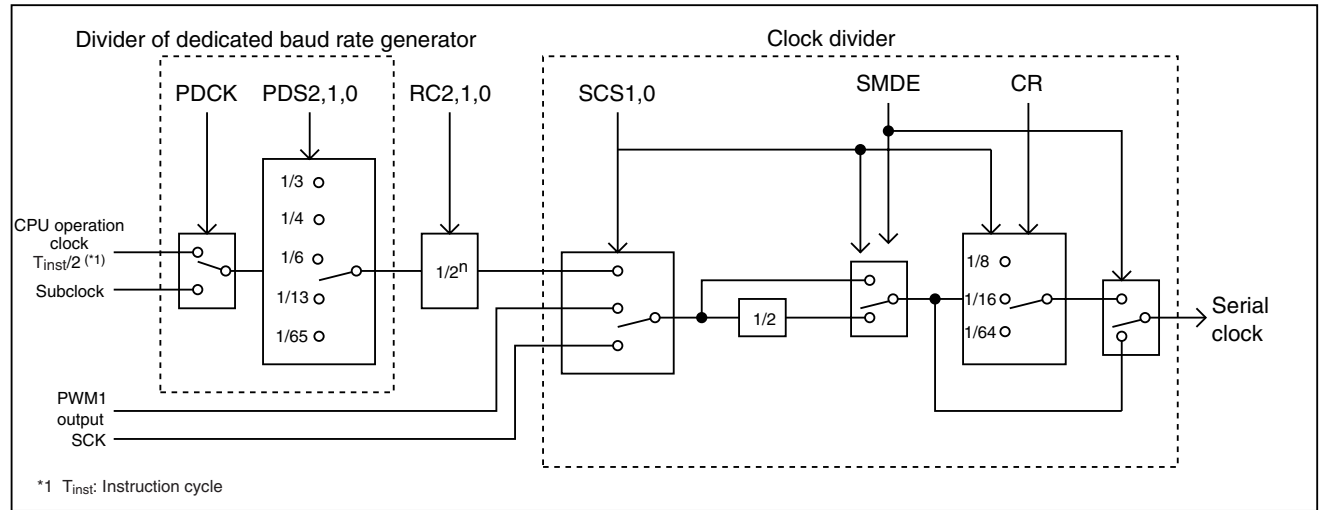 Divider of dedicated baud rate generator
Clock divider
PDCK
PDS2,1,0
RC2,1,0
SCS1,0
SMDE
CR
1/3
1/4
1/6
1/13
1/65
CPU operation
clock
Tinst/2 (*1)
Subclock
1/2n
1/2
1/8
1/16
1/64
Serial
clock
PWM1
output
SCK
*1 Tinst: Instruction cycle